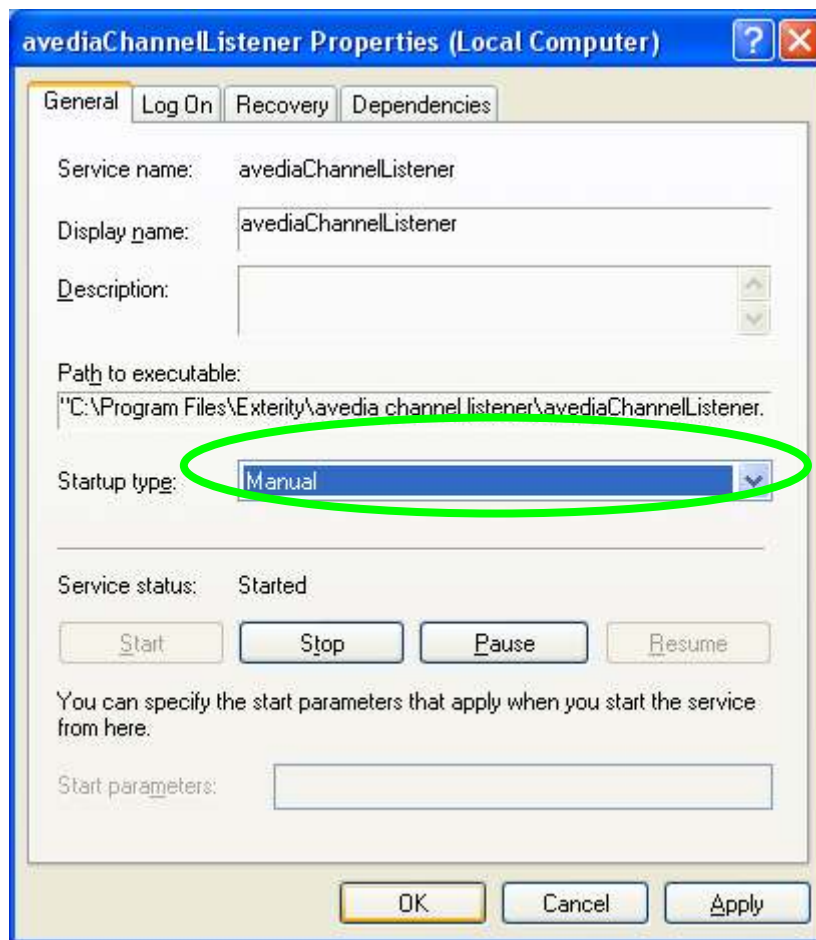 avediaChannelListener Properties (Local Computer)
General Log On Recovery Dependencies
Service name: avediaChannelListener
Display name: avediaChannelListener
Description:
Path to executable:
"C:\Program Files\Exterity\avedia channel listener\avediaChannelListener.
Startup type: Manual
Service status: Started
Start Stop Pause Resume
You can specify the start parameters that apply when you start the service
from here.
Start parameters:
OK Cancel Apply